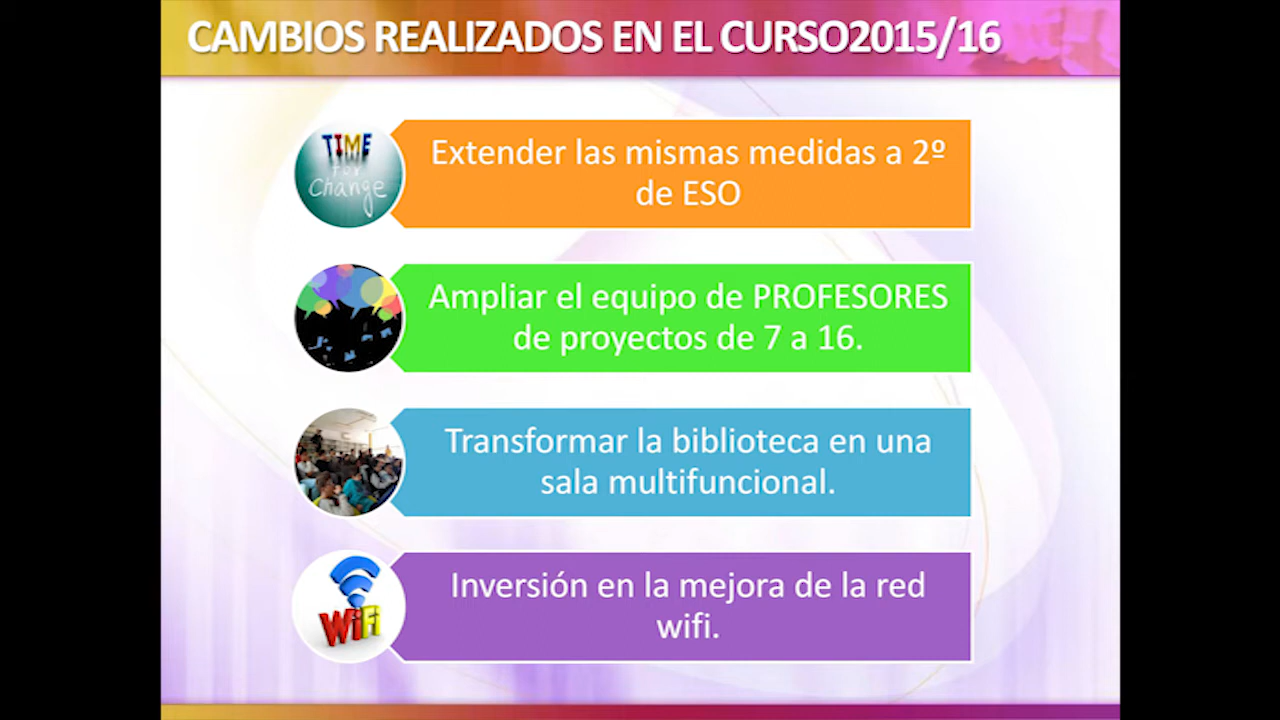 CAMBIOS REALIZADOS EN EL CURSO2015/16
TIME
for
Change
Extender las mismas medidas a 2º
de ESO
Ampliar el equipo de PROFESORES
de proyectos de 7 a 16.
Transformar la biblioteca en una
sala multifuncional.
WiFi
Inversión en la mejora de la red
wifi.